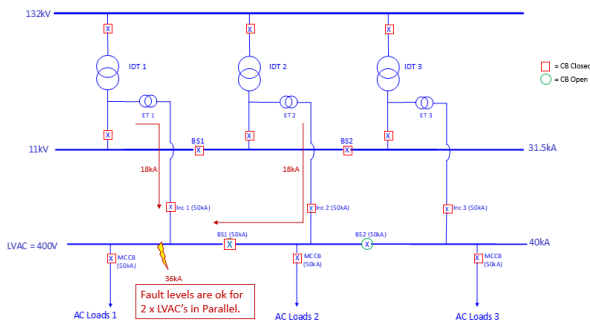 132kV
IDT 1
IDT 2
IDT 3
= CB Closed
= CB Open
ET 1
ET 2
ET 3
11kV
BS1
BS2
31.5kA
18kA
18kA
Inc 1 (50kA)
Inc 2 (50kA)
Inc 3 (50kA)
LVAC = 400V
BS1 (50kA)
BS2 (50kA)
40kA
MCCB
(50kA)
MCCB
(50kA)
MCCB
(50kA)
36kA
Fault levels are ok for
2 x LVAC's in Parallel.
AC Loads 1
AC Loads 2
AC Loads 3